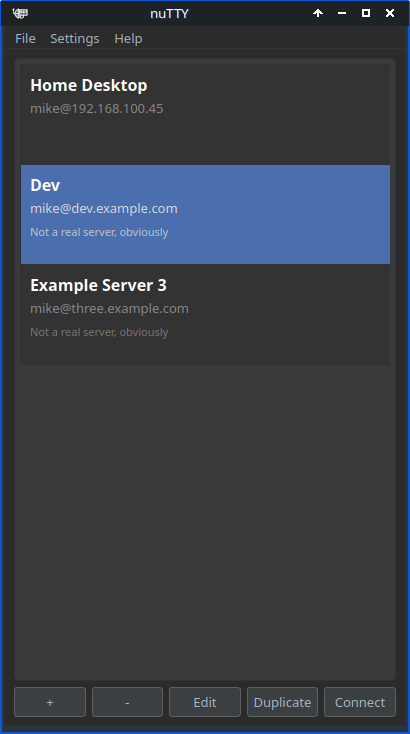 nuTTY
File Settings Help
Home Desktop
mike@192.168.100.45
Dev
mike@dev.example.com
Not a real server, obviously
Example Server 3
mike@three.example.com
Not a real server, obviously
+ - Edit Duplicate Connect